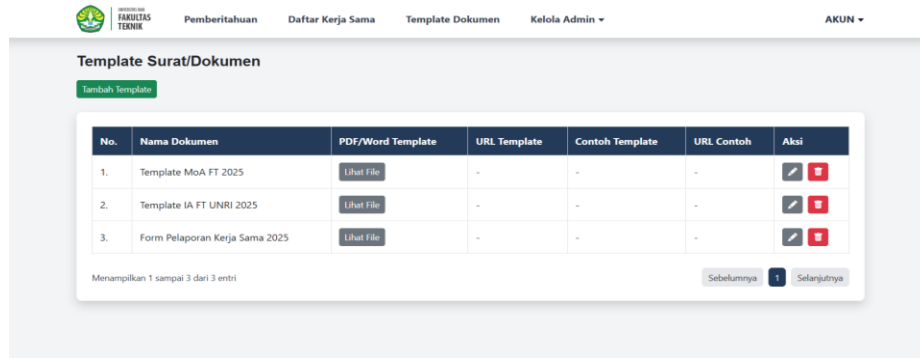 UNIVERSITAS RIAU
FAKULTAS
TEKNIK
Pemberitahuan Daftar Kerja Sama Template Dokumen Kelola Admin AKUN
Template Surat/Dokumen
Tambah Template
No. Nama Dokumen PDF/Word Template URL Template Contoh Template URL Contoh Aksi
1. Template MoA FT 2025 Lihat File - - -
2. Template IA FT UNRI 2025 Lihat File - - -
3. Form Pelaporan Kerja Sama 2025 Lihat File - - -
Menampilkan 1 sampai 3 dari 3 entri Sebelumnya 1 Selanjutnya